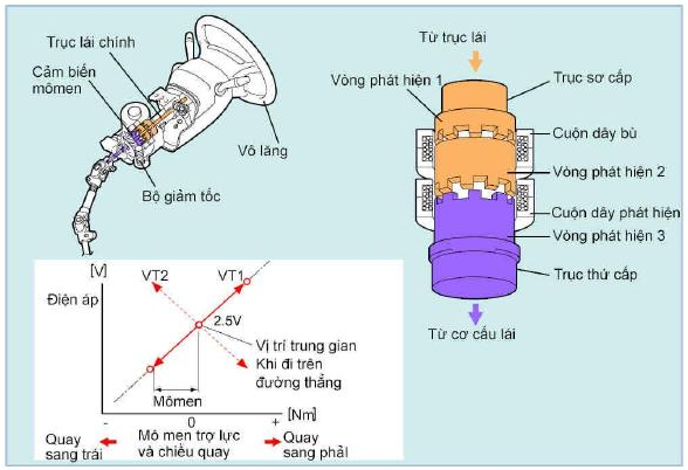 Trục lái chính
Cảm biến
mômen
Vô lăng
Bộ giảm tốc
Từ trục lái
Vòng phát hiện 1
Trục sơ cấp
Cuộn dây bù
Vòng phát hiện 2
Cuộn dây phát hiện
Vòng phát hiện 3
Trục thứ cấp
Từ cơ cấu lái
[V]
VT2
VT1
Điện áp
2.5V
Vị trí trung gian
Khi đi trên
đường thẳng
Mômen
[Nm]
-
0
+
Quay
sang trái
Mô men trợ lực
và chiều quay
Quay
sang phải